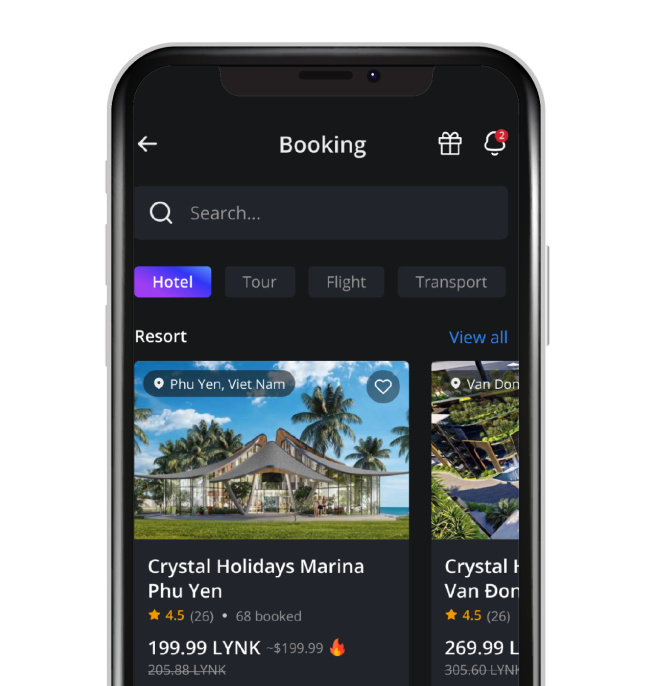 Booking
2
Search...
Hotel Tour Flight Transport
Resort View all
Phu Yen, Viet Nam
Crystal Holidays Marina
Phu Yen
4.5 (26) • 68 booked
199.99 LYNK ~$199.99
205.88 LYNK
Van Don
Crystal H
Van Don
4.5 (26)
269.99 L
305.60 LYNK